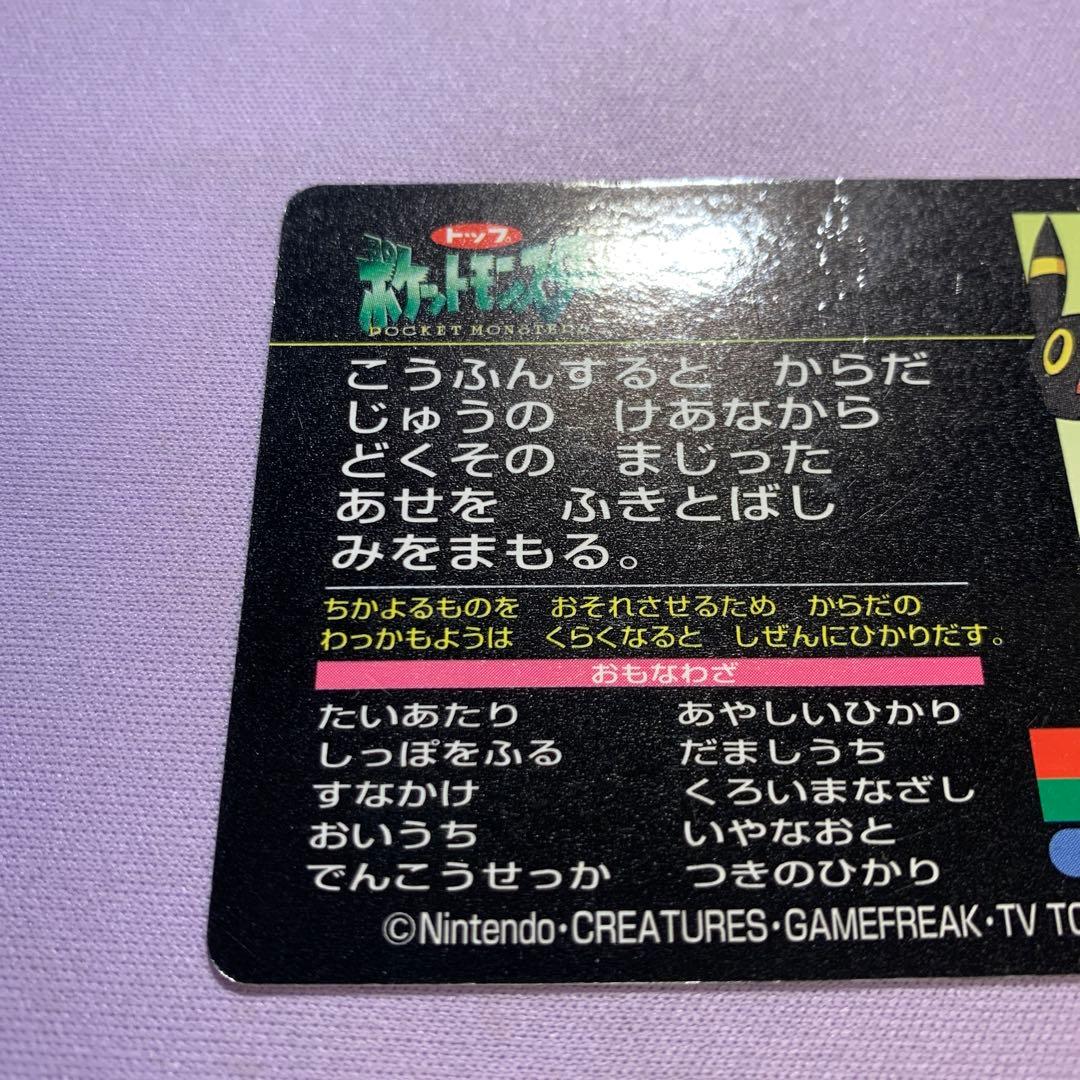 トップ
ポケットモンスター
POCKET MONSTERS
こうふんすると　からだ
じゅうの　けあなから
どくその　まじった
あせを　ふきとばし
みをまもる。
ちかよるものを　おそれさせるため　からだの
わっかもようは　くらくなると　しぜんにひかりだす。
おもなわざ
たいあたり　あやしいひかり
しっぽをふる　だましうち
すなかけ　くろいまなざし
おいうち　いやなおと
でんこうせっか　つきのひかり
©Nintendo・CREATURES・GAMEFREAK・TV TO